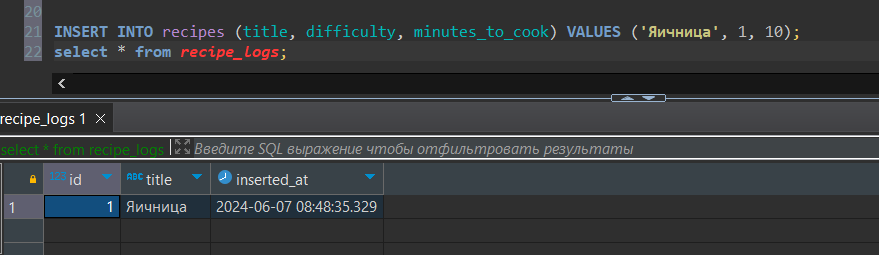 20
21 INSERT INTO recipes (title, difficulty, minutes_to_cook) VALUES ('Яичница', 1, 10);
22 select * from recipe_logs;
recipe_logs 1
select * from recipe_logs Введите SQL выражение чтобы отфильтровать результаты
123 id ABC title inserted_at
1 1 Яичница 2024-06-07 08:48:35.329